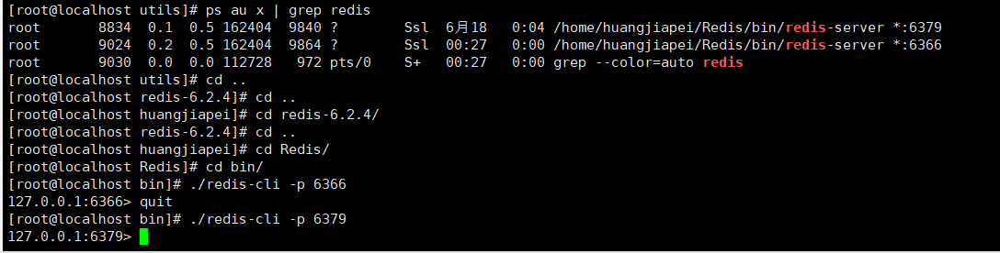 [root@localhost utils]# ps au x | grep redis
root      8834  0.1  0.5 162404  9840 ?        Ssl  6月18   0:04 /home/huangjiapei/Redis/bin/redis-server *:6379
root      9024  0.2  0.5 162404  9864 ?        Ssl  00:27   0:00 /home/huangjiapei/Redis/bin/redis-server *:6366
root      9030  0.0  0.0 112728   972 pts/0    S+   00:27   0:00 grep --color=auto redis
[root@localhost utils]# cd ..
[root@localhost redis-6.2.4]# cd ..
[root@localhost huangjiapei]# cd redis-6.2.4/
[root@localhost redis-6.2.4]# cd ..
[root@localhost huangjiapei]# cd Redis/
[root@localhost Redis]# cd bin/
[root@localhost bin]# ./redis-cli -p 6366
127.0.0.1:6366> quit
[root@localhost bin]# ./redis-cli -p 6379
127.0.0.1:6379>